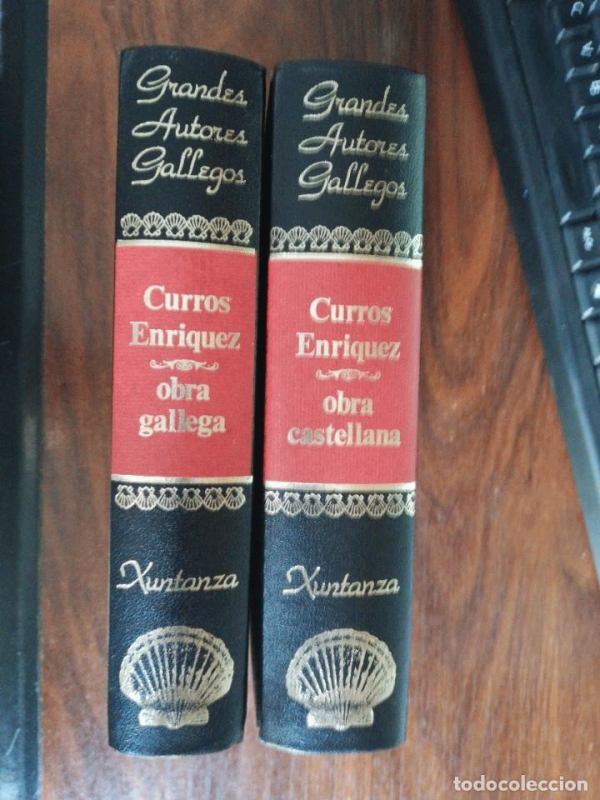 Grandes
Autores
Gallegos
Curros
Enriquez
obra
gallega
Xuntanza
Grandes
Autores
Gallegos
Curros
Enriquez
obra
castellana
Xuntanza
todocoleccion